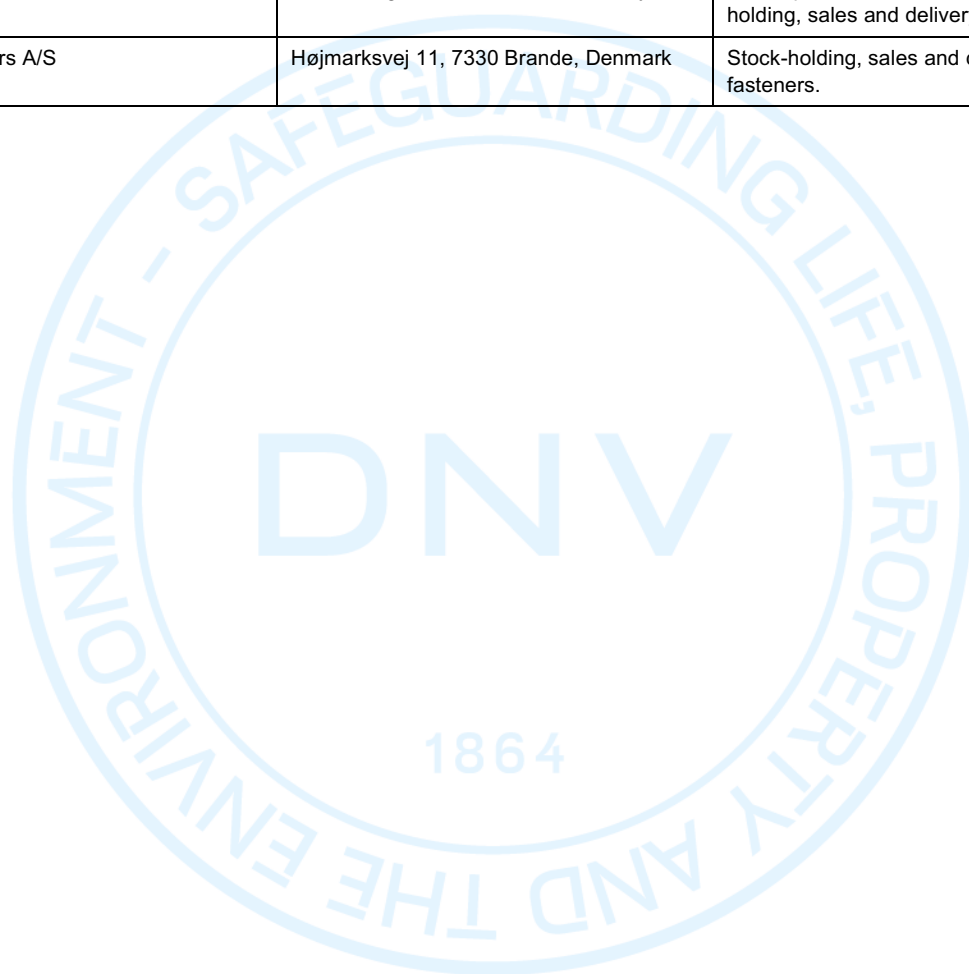 holding, sales and deliver
rs A/S
Højmarksvej 11, 7330 Brande, Denmark
Stock-holding, sales and
fasteners.
SAFEGUARDING LIFE, PROPERTY AND THE ENVIRONMENT -
DNV
1864